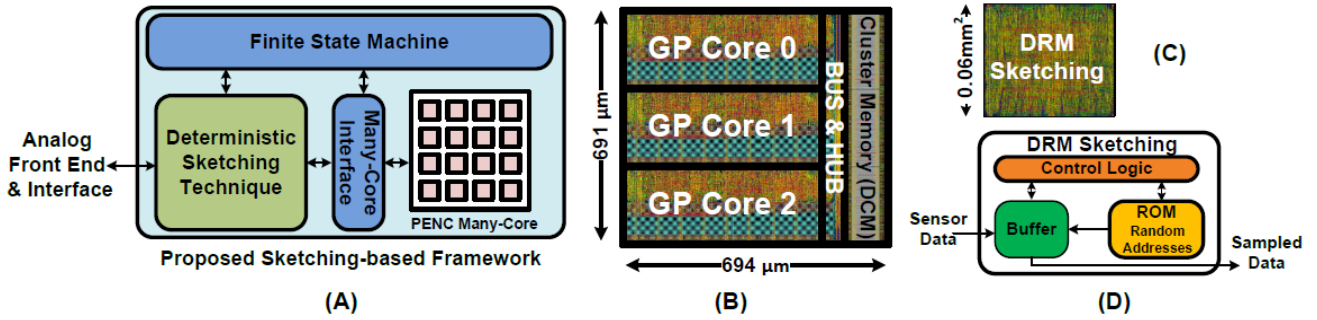 Finite State Machine
Analog
Front End
& Interface
Deterministic
Sketching
Technique
Many-Core
Interface
PENC Many-Core
Proposed Sketching-based Framework
(A)
691 µm
GP Core 0
GP Core 1
GP Core 2
BUS & HUB
Cluster Memory (DCM)
694 µm
(B)
0.06mm²
DRM
Sketching
(C)
DRM Sketching
Control Logic
Sensor
Data
Buffer
ROM
Random
Addresses
Sampled
Data
(D)